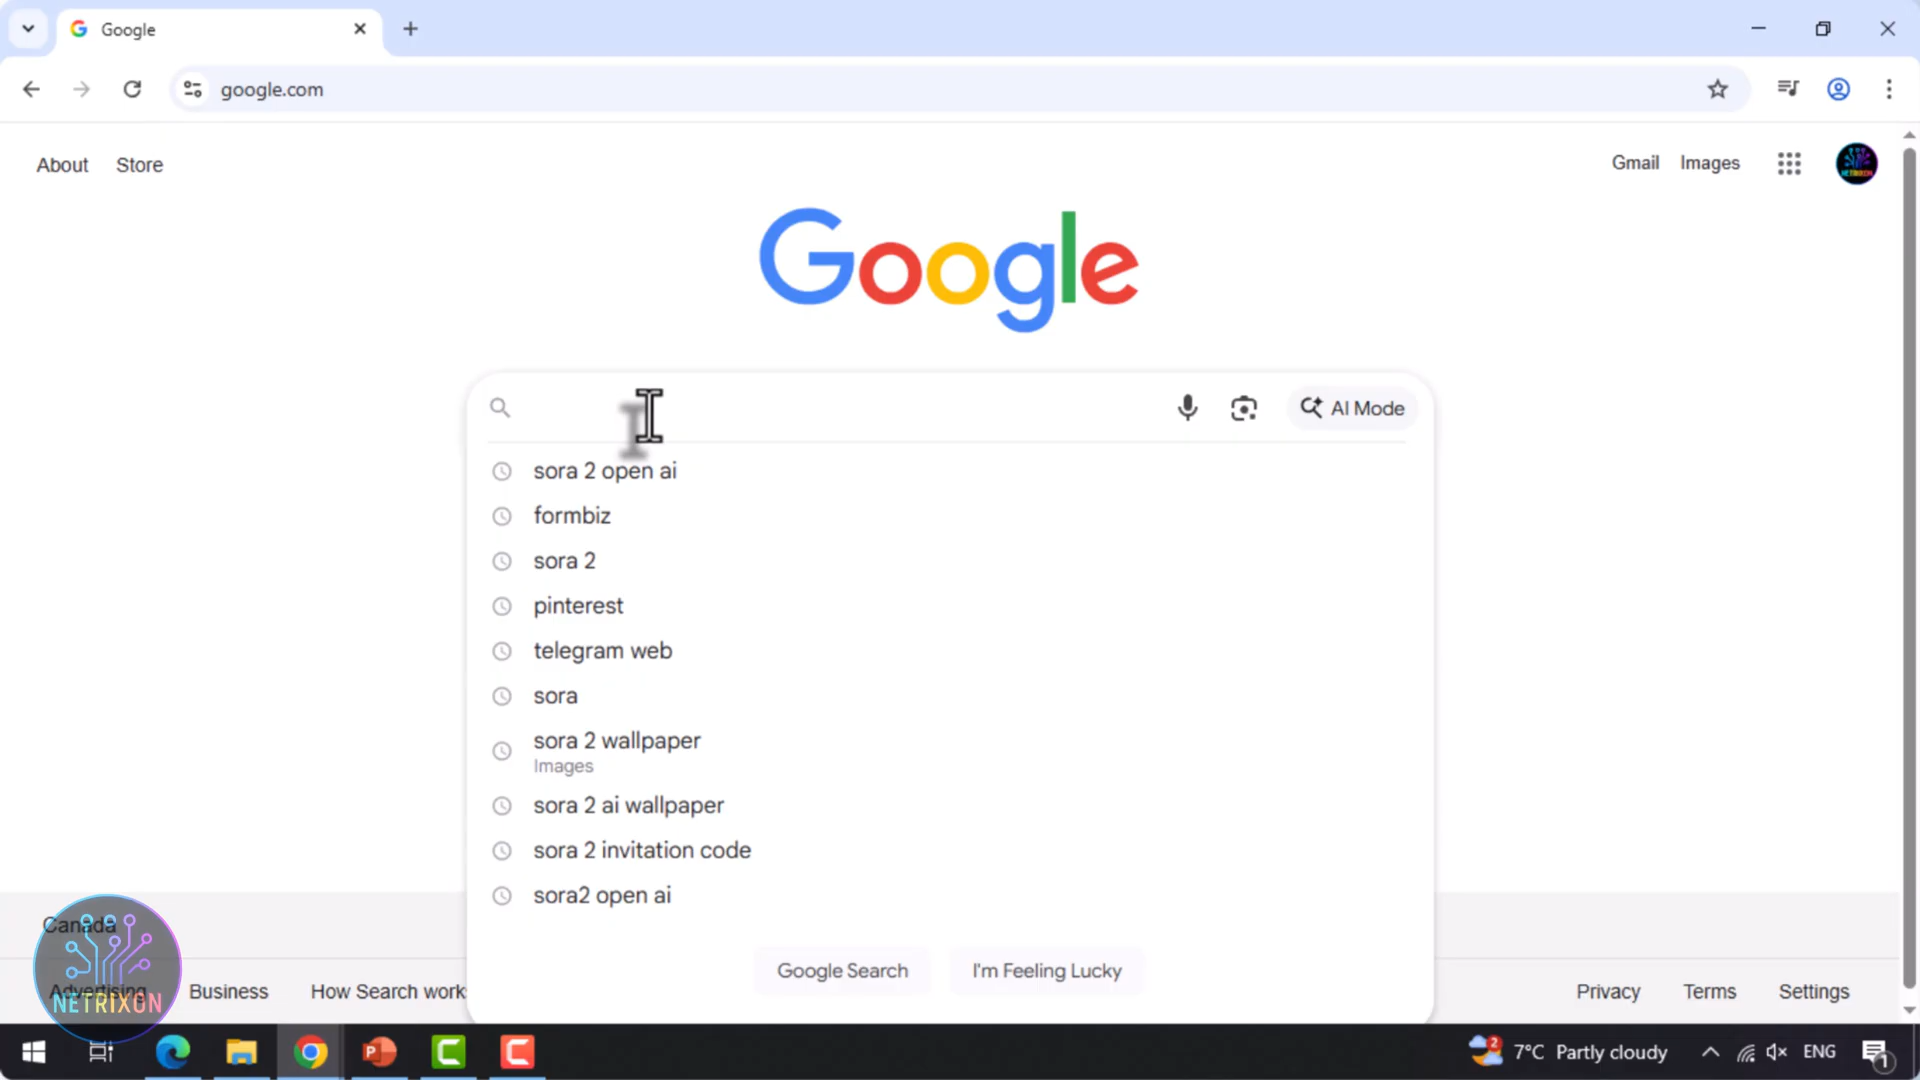 Google
google.com
About Store
Gmail Images
NETRIXON
Google
AI Mode
sora 2 open ai
formbiz
sora 2
pinterest
telegram web
sora
sora 2 wallpaper
Images
sora 2 ai wallpaper
sora 2 invitation code
sora2 open ai
Google Search I'm Feeling Lucky
Canada
Advertising Business How Search work
Privacy Terms Settings
NETRIXON
7°C Partly cloudy ENG